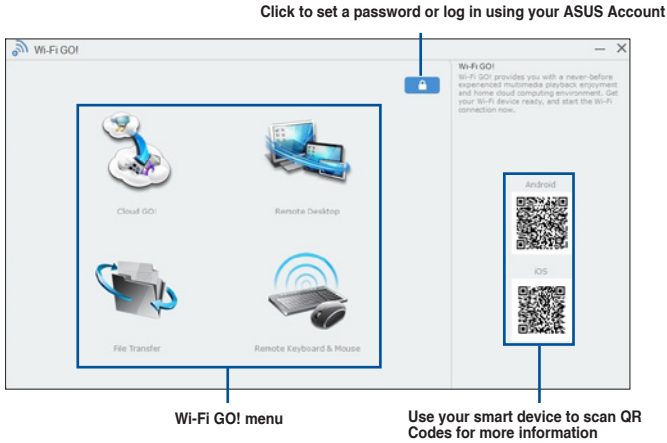 Click to set a password or log in using your ASUS Account
Wi-Fi GO!
Wi-Fi GO!
Wi-Fi GO! provides you with a never-before
experienced multimedia playback enjoyment
and home cloud computing environment. Get
your Wi-Fi device ready, and start the Wi-Fi
connection now.
Cloud GO!
Remote Desktop
Android
iOS
File Transfer
Remote Keyboard & Mouse
Wi-Fi GO! menu
Use your smart device to scan QR
Codes for more information